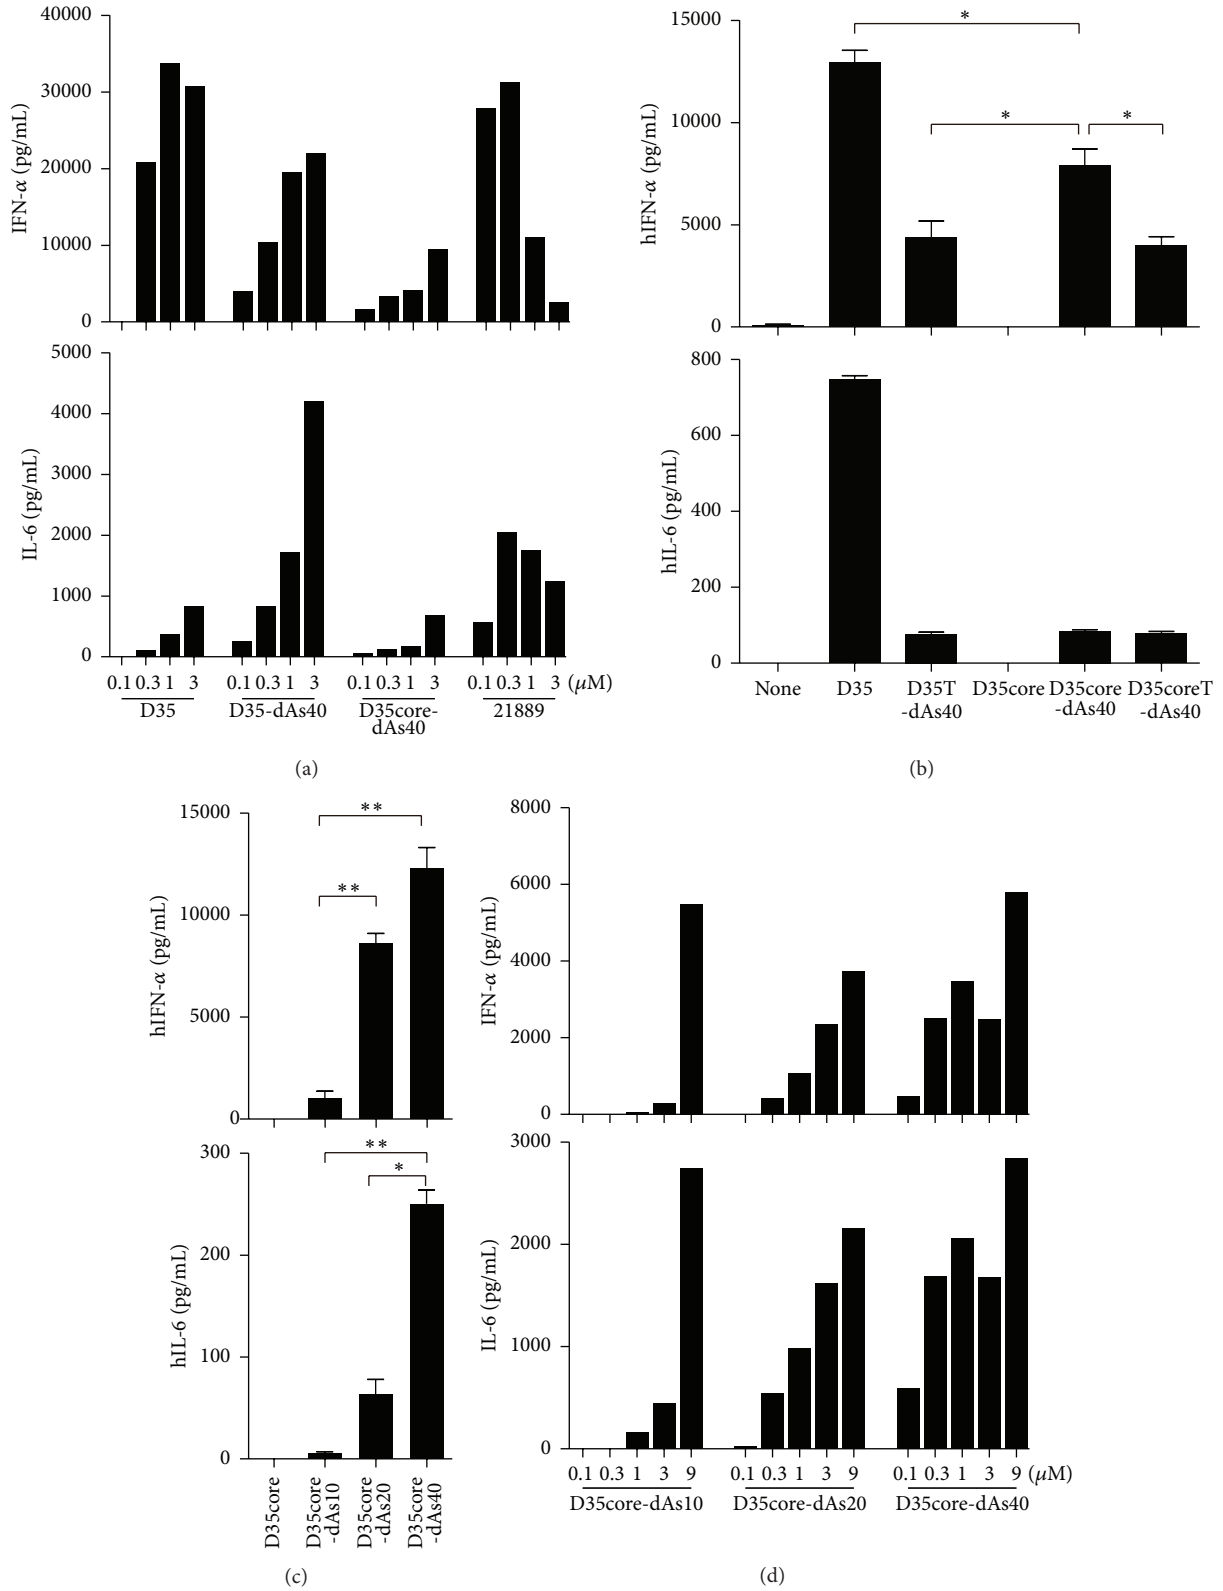 40000
30000
20000
10000
0
IFN-α (pg/mL)
5000
4000
3000
2000
1000
0
IL-6 (pg/mL)
0.1 0.3 1 3 0.1 0.3 1 3 0.1 0.3 1 3 0.1 0.3 1 3 (μM)
D35 D35-dAs40 D35core-dAs40 21889
(a)
15000
10000
5000
0
hIFN-α (pg/mL)
* * *
800
600
400
200
0
hIL-6 (pg/mL)
None D35 D35T-dAs40 D35core D35core-dAs40 D35coreT-dAs40
(b)
15000
10000
5000
0
hIFN-α (pg/mL)
**
**
300
200
100
0
hIL-6 (pg/mL)
**
*
D35core
D35core-dAs10
D35core-dAs20
D35core-dAs40
(c)
8000
6000
4000
2000
0
IFN-α (pg/mL)
3000
2000
1000
0
IL-6 (pg/mL)
0.1 0.3 1 3 9 0.1 0.3 1 3 9 0.1 0.3 1 3 9 (μM)
D35core-dAs10 D35core-dAs20 D35core-dAs40
(d)